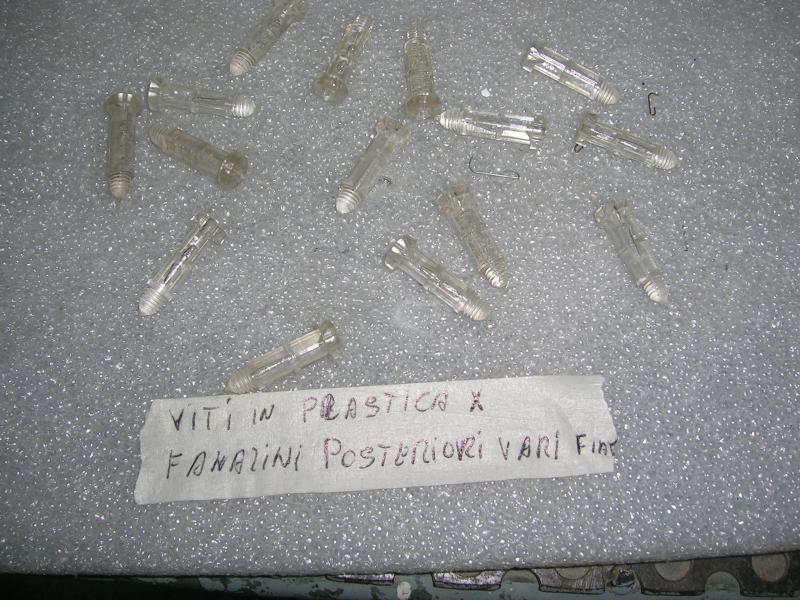 VITI IN PLASTICA X
FANALINI POSTERIORI VARI FIAT